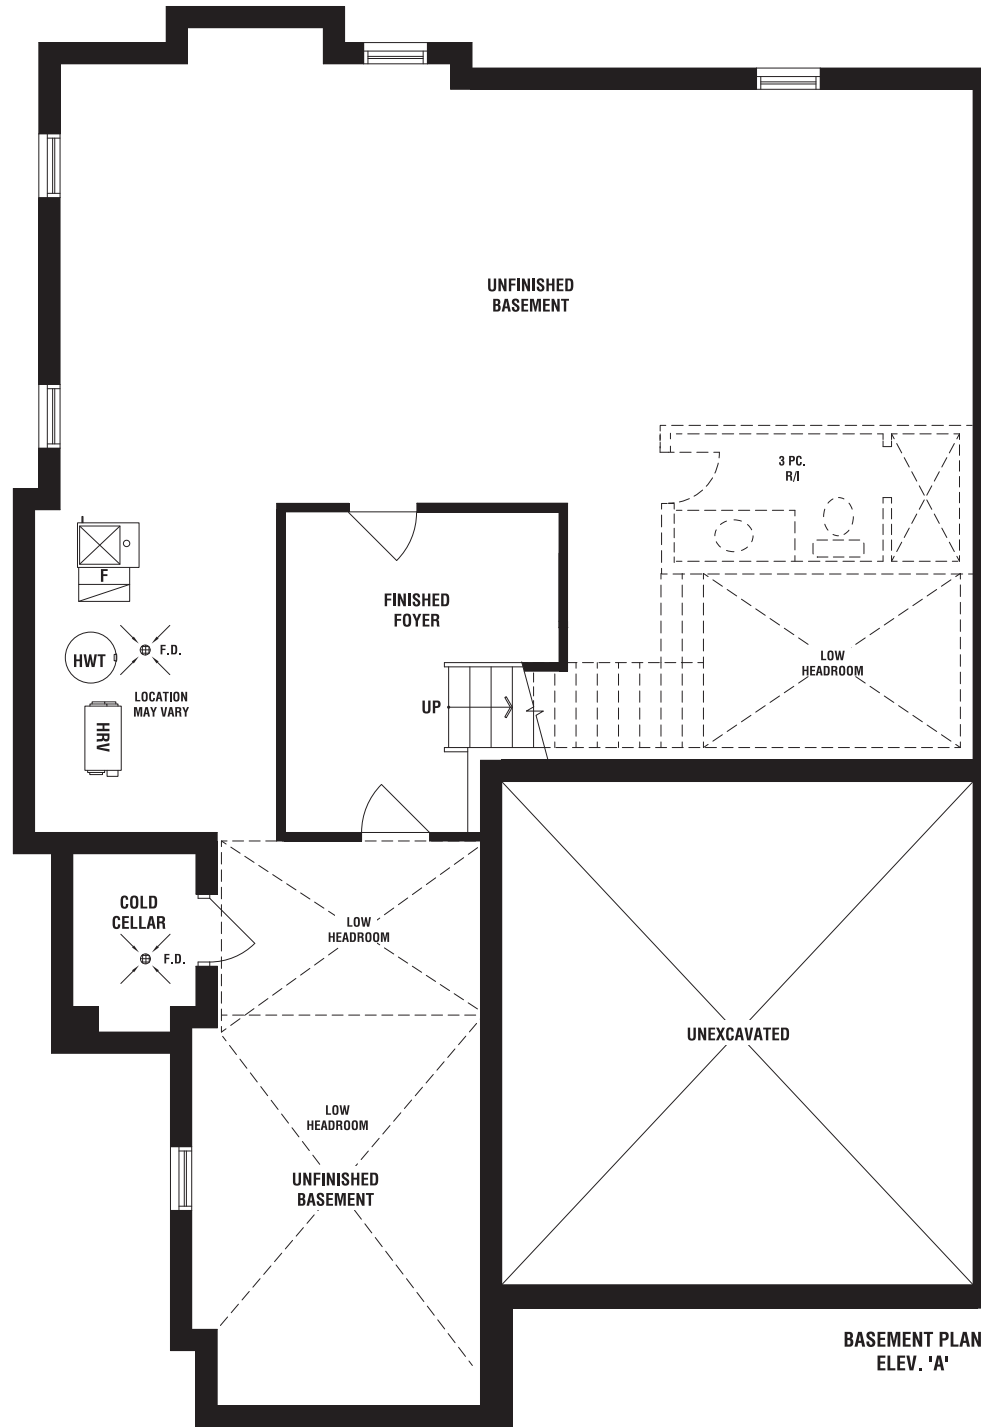 UNFINISHED
BASEMENT
3 PC.
R/I
F
FINISHED
FOYER
HWT
F.D.
LOW
HEADROOM
LOCATION
MAY VARY
UP
HRV
COLD
CELLAR
F.D.
LOW
HEADROOM
UNEXCAVATED
LOW
HEADROOM
UNFINISHED
BASEMENT
BASEMENT PLAN
ELEV. 'A'